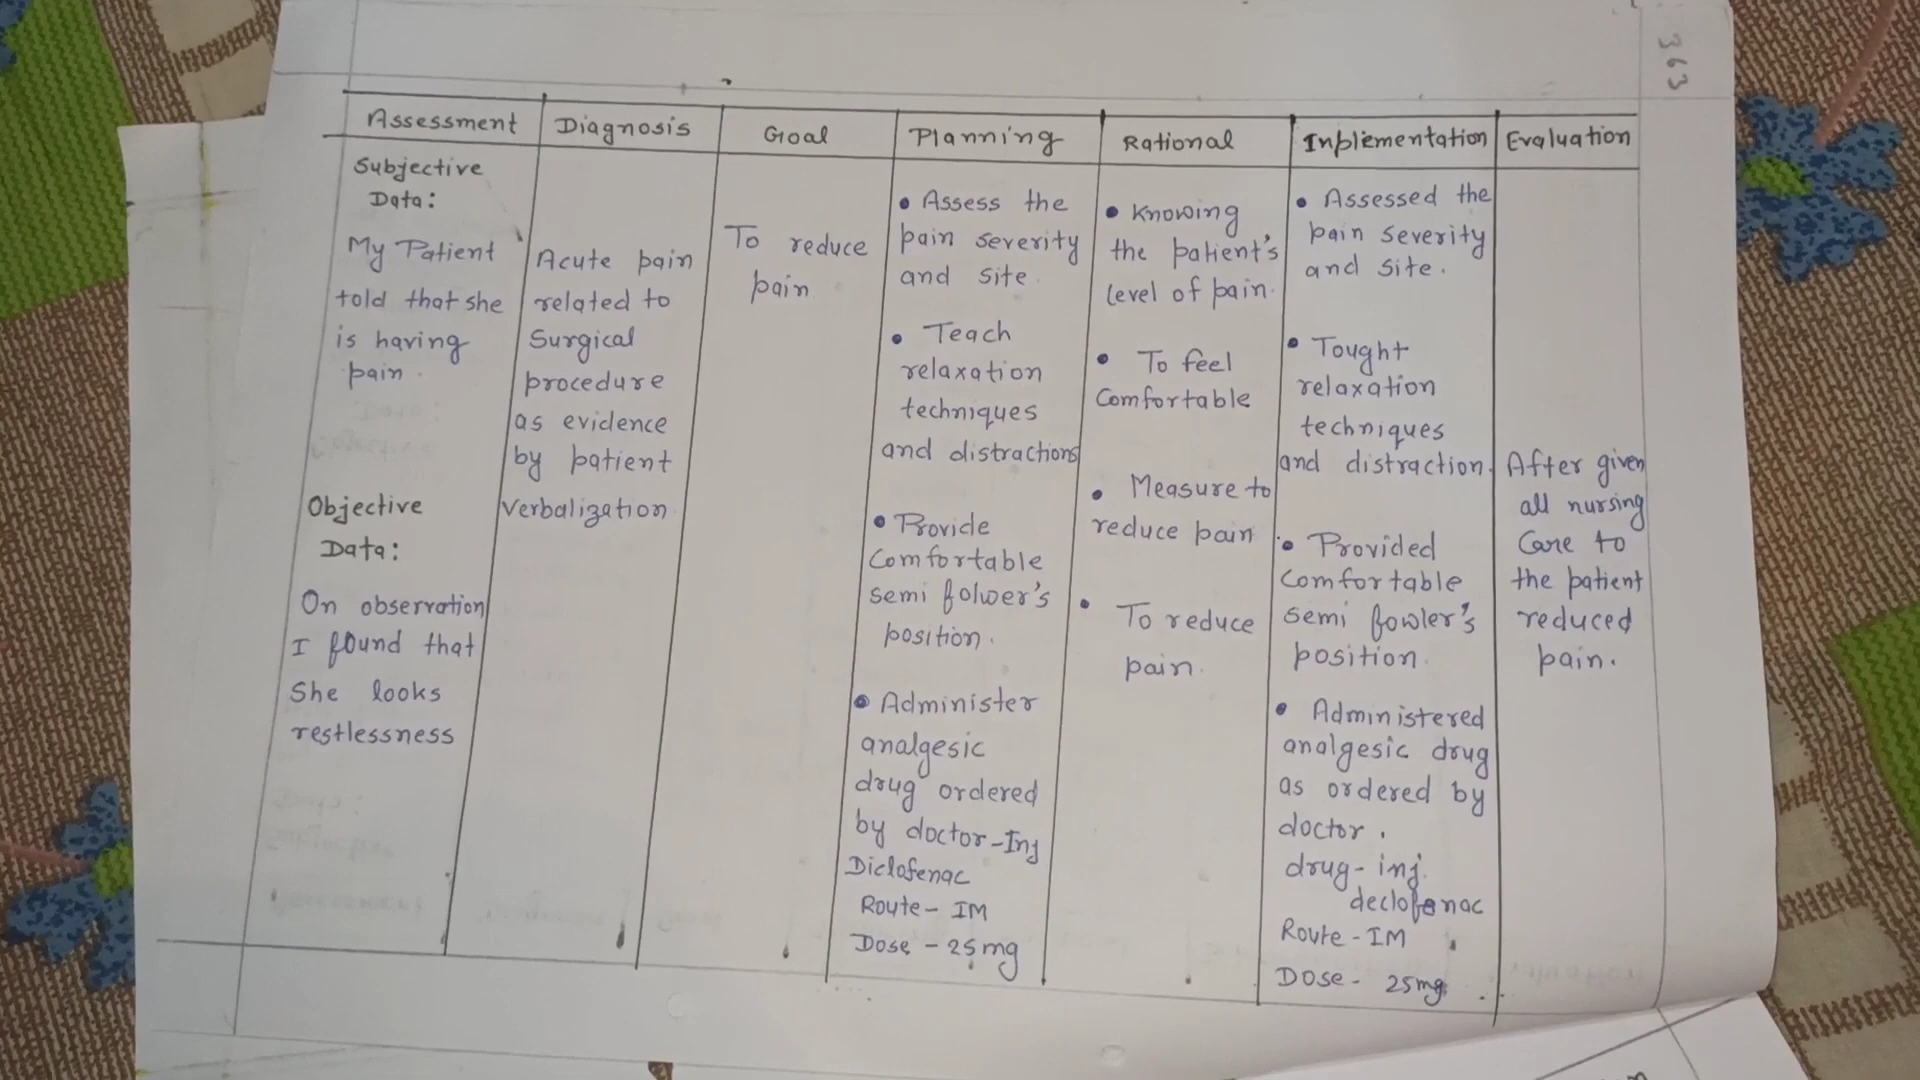 363
Assessment
Diagnosis
Goal
Planning
Rational
Implementation
Evaluation
Subjective
Data:
My Patient
told that she
is having
pain.
Objective
Data:
On observation
I found that
She looks
restlessness
Acute pain
related to
Surgical
procedure
as evidence
by patient
verbalization
To reduce
pain
• Assess the
pain severity
and site.
• Teach
relaxation
techniques
and distractions
• Provide
Comfortable
semi folwer's
position.
• Administer
analgesic
drug ordered
by doctor-Inj
Diclofenac
Route- IM
Dose - 25mg
• Knowing
the patient's
level of pain.
• To feel
Comfortable
• Measure to
reduce pain
• To reduce
pain.
• Assessed the
pain severity
and site.
• Tought
relaxation
techniques
and distraction.
• Provided
Comfortable
semi fowler's
position.
• Administered
analgesic drug
as ordered by
doctor.
drug- inj.
declofenac
Route - IM
Dose - 25mg
After given
all nursing
Care to
the patient
reduced
pain.